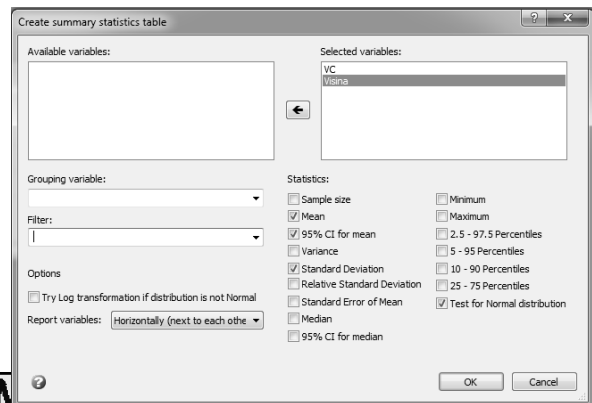 Create summary statistics table
Available variables:
Selected variables:
VC
Visina
Grouping variable:
Filter:
Options
Try Log transformation if distribution is not Normal
Report variables: Horizontally (next to each othe
Statistics:
Sample size
Mean
95% CI for mean
Variance
Standard Deviation
Relative Standard Deviation
Standard Error of Mean
Median
95% CI for median
Minimum
Maximum
2.5 - 97.5 Percentiles
5 - 95 Percentiles
10 - 90 Percentiles
25 - 75 Percentiles
Test for Normal distribution
OK Cancel